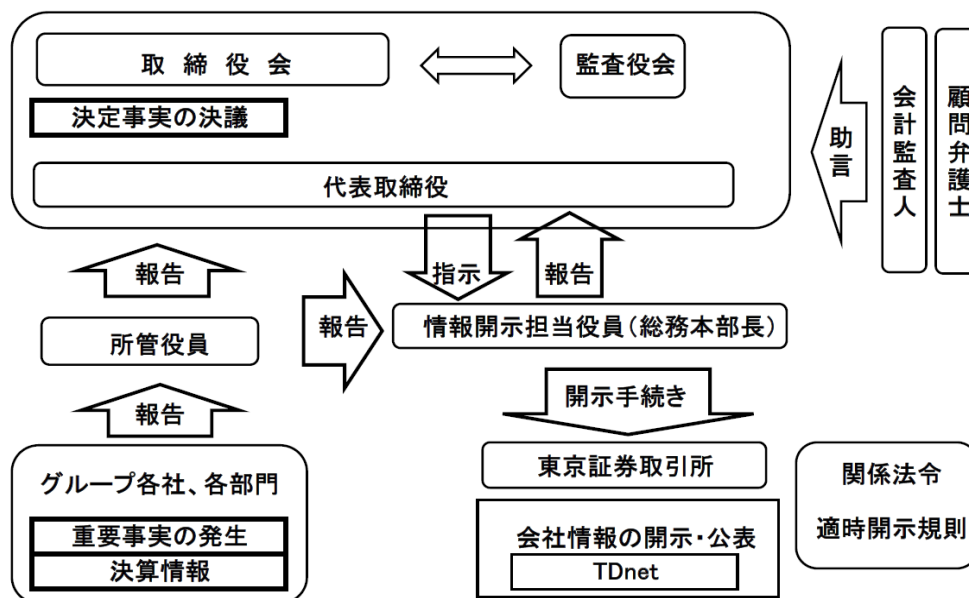 取締役会
監査役会
決定事実の決議
代表取締役
助言
会計監査人
顧問弁護士
報告
指示
報告
報告
所管役員
情報開示担当役員(総務本部長)
報告
開示手続き
グループ各社、各部門
重要事実の発生
決算情報
東京証券取引所
会社情報の開示・公表
TDnet
関係法令
適時開示規則